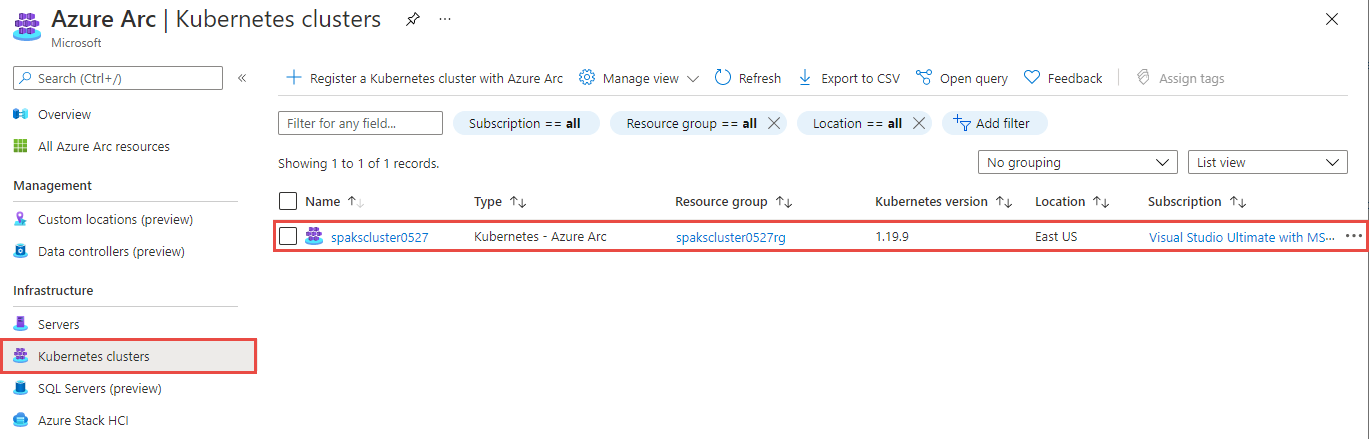 Azure Arc | Kubernetes clusters
Microsoft
Search (Ctrl+/)
Overview
All Azure Arc resources
Management
Custom locations (preview)
Data controllers (preview)
Infrastructure
Servers
Kubernetes clusters
SQL Servers (preview)
Azure Stack HCI
Register a Kubernetes cluster with Azure Arc Manage view Refresh Export to CSV Open query Feedback Assign tags
Filter for any field... Subscription == all Resource group == all Location == all Add filter
Showing 1 to 1 of 1 records. No grouping List view
Name Type Resource group Kubernetes version Location Subscription
spakscluster0527 Kubernetes - Azure Arc spakscluster0527rg 1.19.9 East US Visual Studio Ultimate with MS...